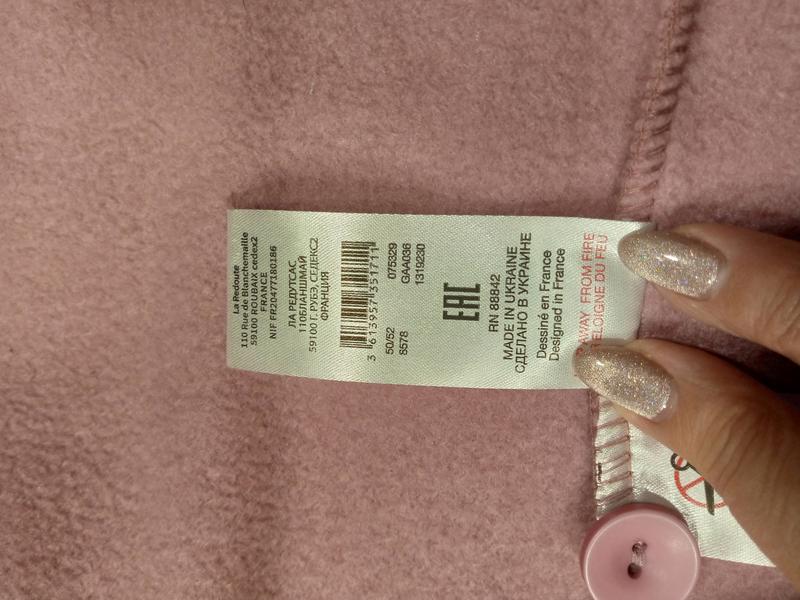 La Redoute
110 Rue de Blanchemaille
59100 ROUBAIX cedex2
FRANCE
NIF FR20477180186
ЛА РЕДУТСАС
110БЛАНШМАЙ
59100 Г. РУБЭ, СЕДЕКС2
ФРАНЦИЯ
3 613957 351711
50/52 075329
8578 GAA036
1319230
EAC
RN 88842
MADE IN UKRAINE
СДЕЛАНО В УКРАИНЕ
Dessiné en France
Designed in France
AWAY FROM FIRE
ELOIGNE DU FEU